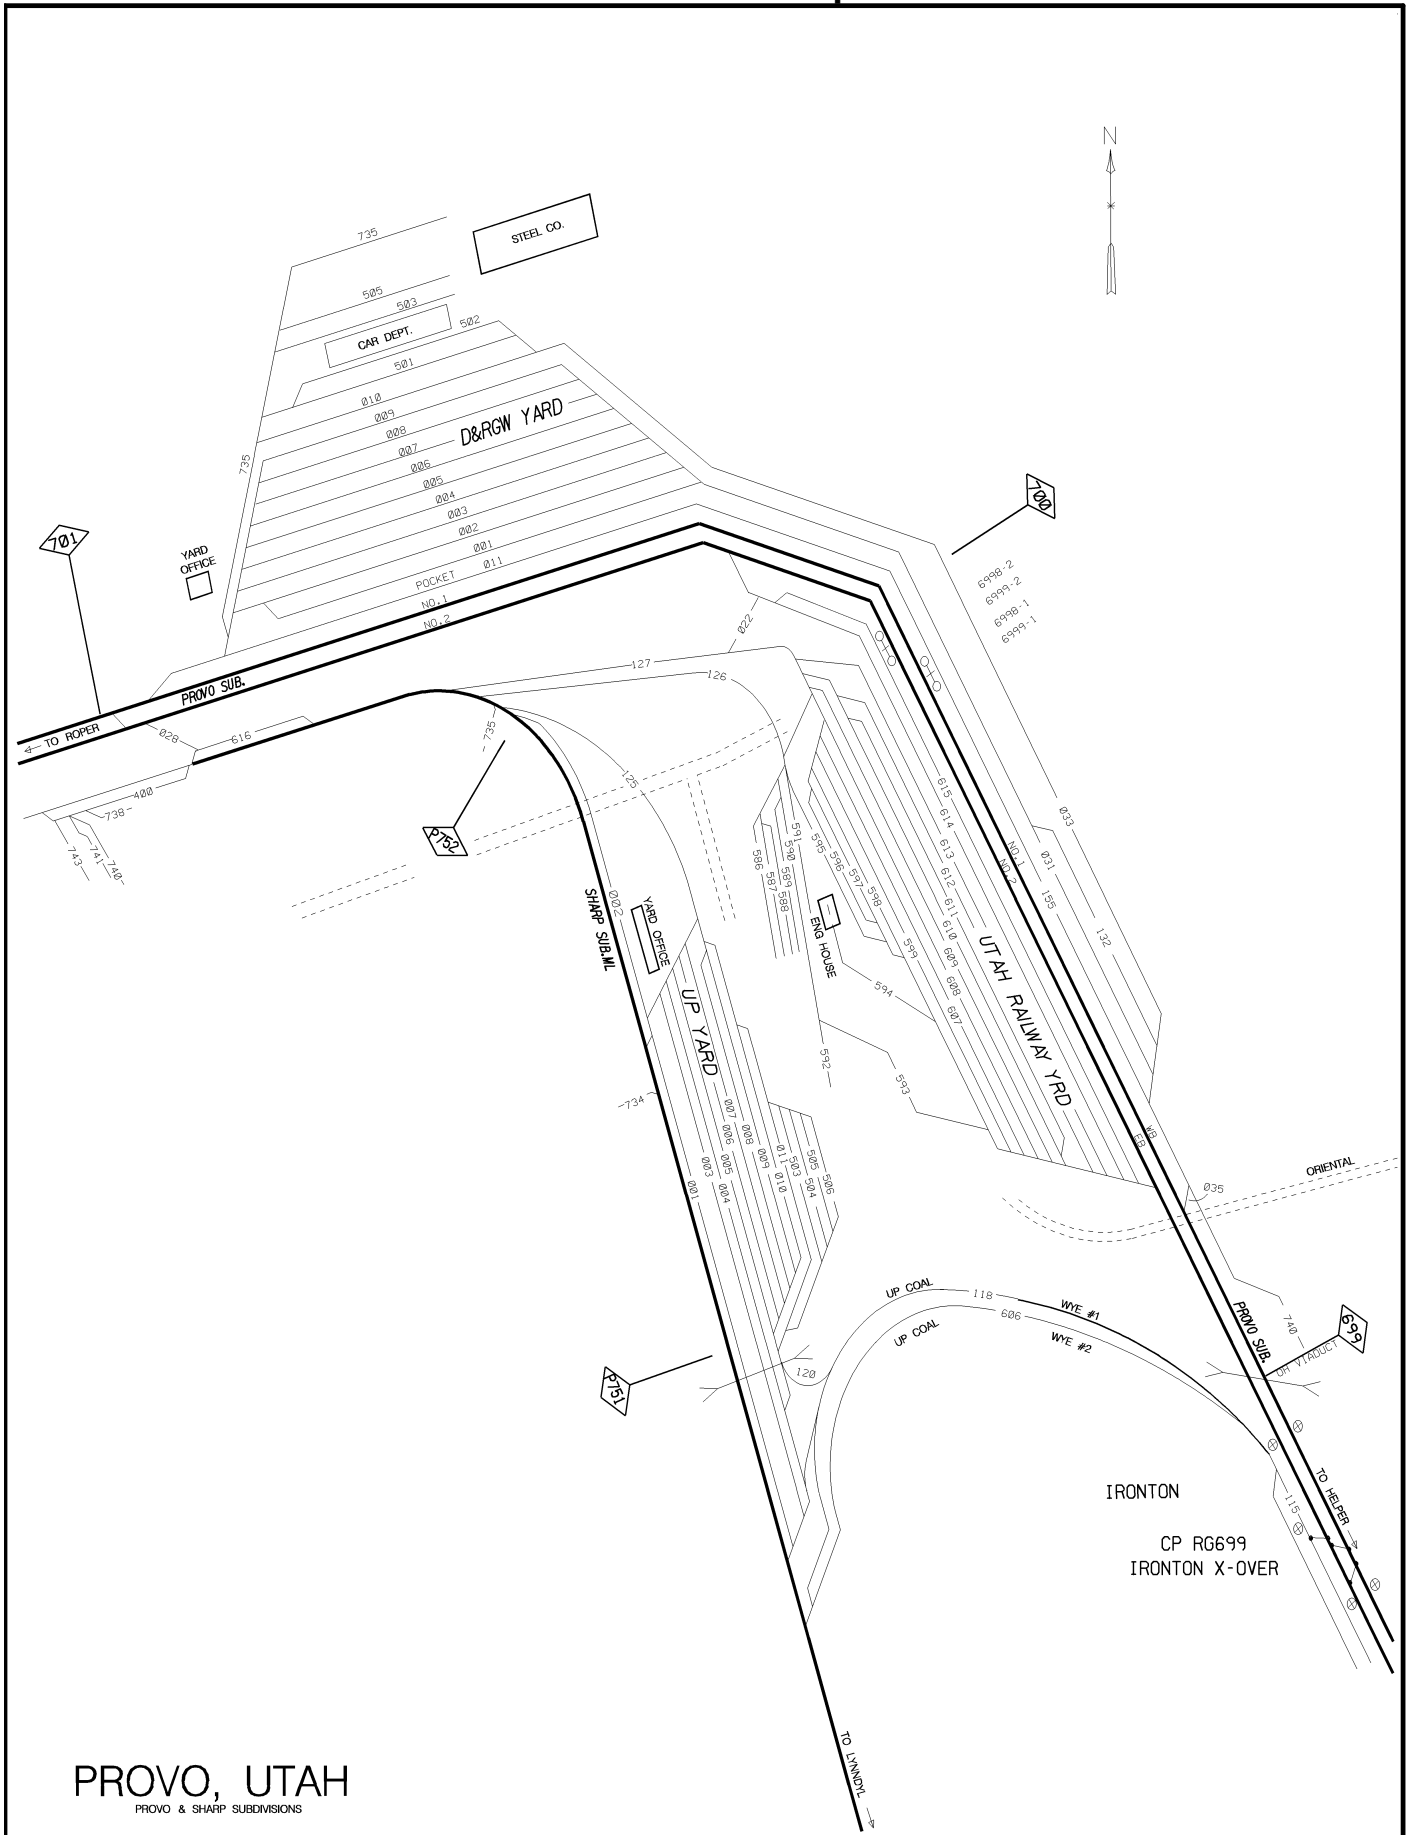 N
735
STEEL CO.
505
503
CAR DEPT.
502
501
010
009
008
D&RGW YARD
007
735
006
005
004
003
002
001
POCKET 011
NO.1
NO.2
700
701
YARD
OFFICE
6998-2
6999-2
6998-1
6999-1
022
127
126
PROVO SUB.
TO ROPER
028
616
735
125
400
738
743
741
740
P752
002
SHARP SUB.ML
YARD OFFICE
586
587
588
589
590
591
595
596
597
598
599
ENG HOUSE
594
592
593
615
614
613
612
611
610
609
608
607
NO.1
NO.2
033
031
155
132
UTAH RAILWAY YRD
UP YARD
734
007
008
006
009
005
010
003
004
001
011
503
504
505
506
WB
EB
ORIENTAL
035
UP COAL
118
WYE #1
606
UP COAL
WYE #2
PROVO SUB.
740
699
OH VIADUCT
120
P751
TO HELPER
115
IRONTON
CP RG699
IRONTON X-OVER
TO LYNNDYL
PROVO, UTAH
PROVO & SHARP SUBDIVISIONS